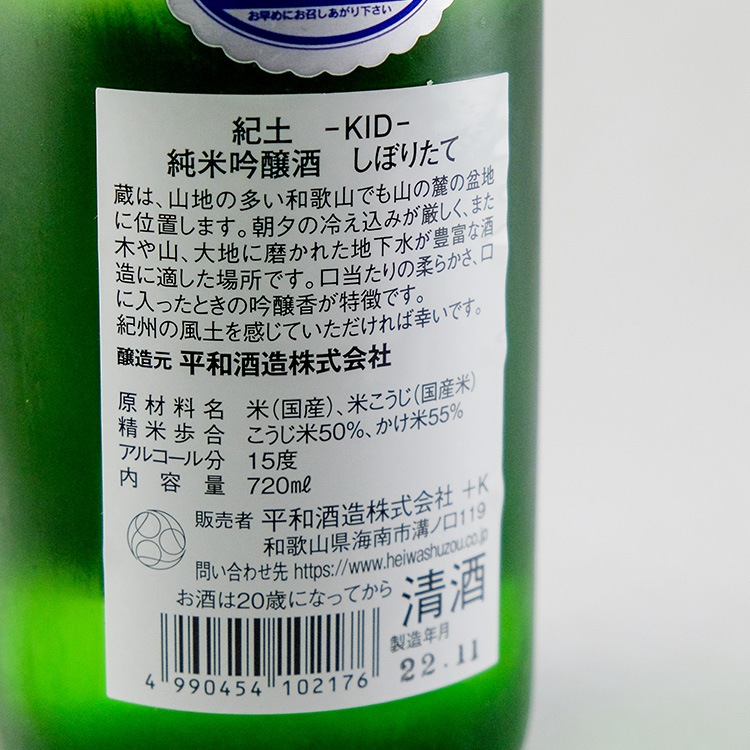 お早めにお召しあがり下さい
紀土 -KID-
純米吟醸酒 しぼりたて
蔵は、山地の多い和歌山でも山の麓の盆地
に位置します。朝夕の冷え込みが厳しく、また
木や山、大地に磨かれた地下水が豊富な酒
造に適した場所です。口当たりの柔らかさ、口
に入ったときの吟醸香が特徴です。
紀州の風土を感じていただければ幸いです。
醸造元 平和酒造株式会社
原材料名 米(国産)、米こうじ(国産米)
精米歩合 こうじ米50%、かけ米55%
アルコール分 15度
内容量 720ml
販売者 平和酒造株式会社 +K
和歌山県海南市溝ノ口119
問い合わせ先 https://www.heiwashuzou.co.jp
お酒は20歳になってから 清酒
製造年月
22.11
4 990454 102176